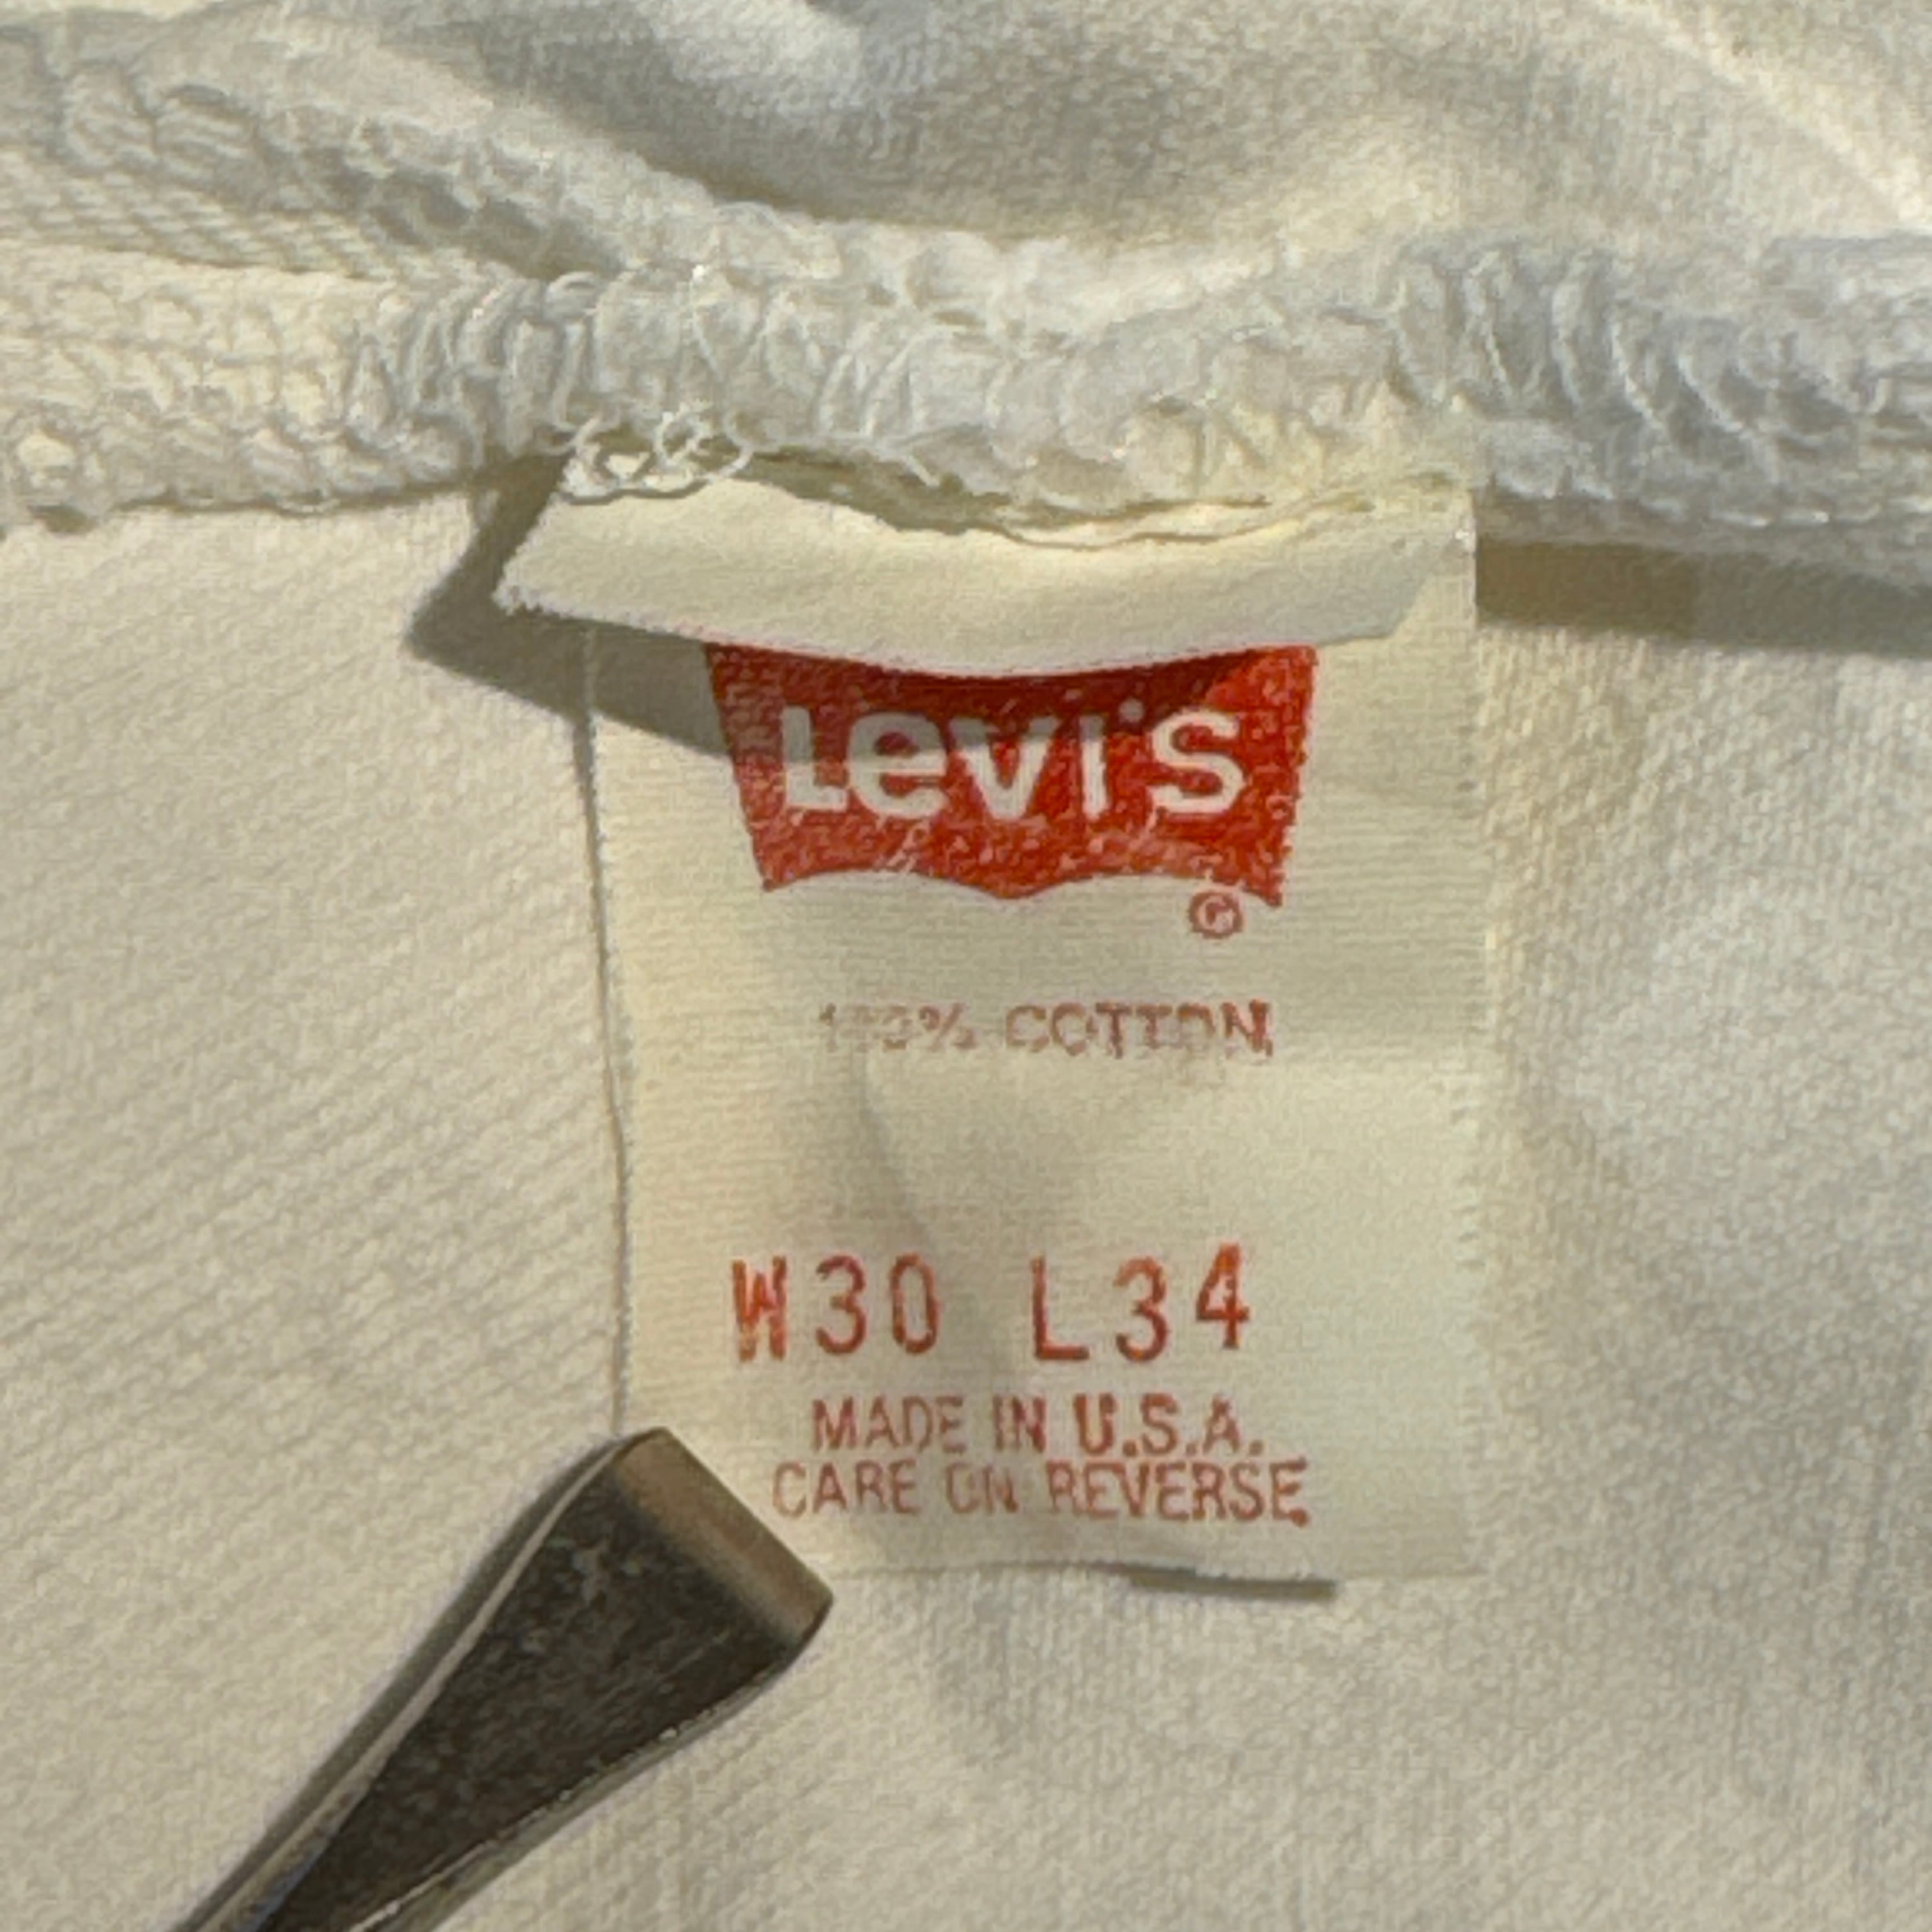 Levi's
®
100% COTTON
W30 L34
MADE IN U.S.A.
CARE ON REVERSE